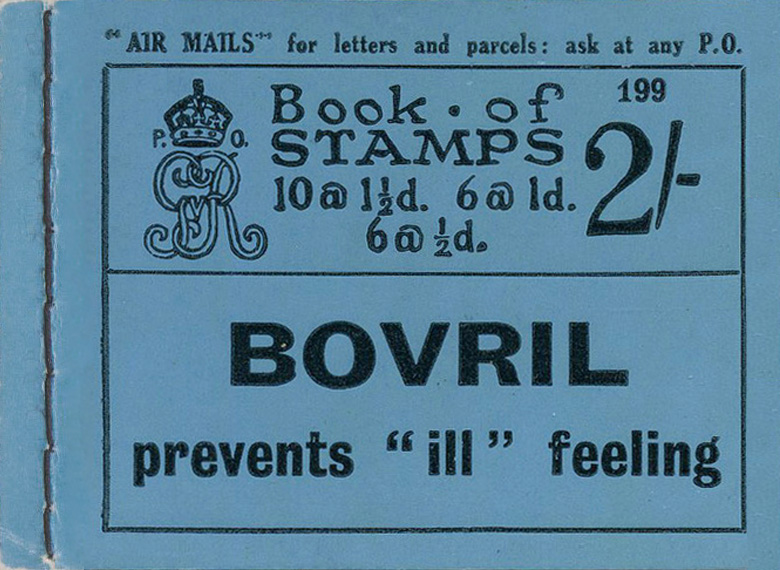 "AIR MAILS" for letters and parcels: ask at any P.O.
P. O.
GRV
Book · of
STAMPS
10 @ 1½d. 6 @ 1d.
6 @ ½d.
199
2/-
BOVRIL
prevents "ill" feeling